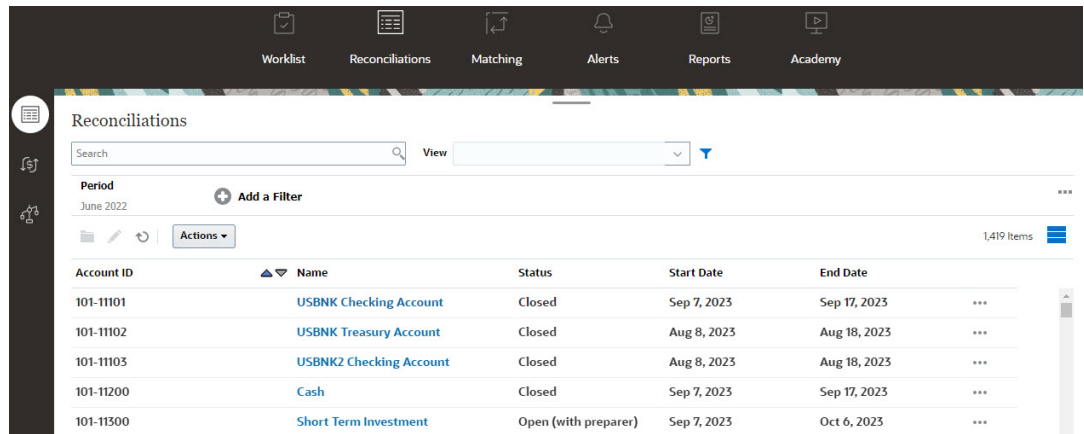 Worklist Reconciliations Matching Alerts Reports Academy
Reconciliations
Search View
Period
June 2022
Add a Filter
Actions 1,419 Items
Account ID Name Status Start Date End Date
101-11101 USBNK Checking Account Closed Sep 7, 2023 Sep 17, 2023
101-11102 USBNK Treasury Account Closed Aug 8, 2023 Aug 18, 2023
101-11103 USBNK2 Checking Account Closed Aug 8, 2023 Aug 18, 2023
101-11200 Cash Closed Sep 7, 2023 Sep 17, 2023
101-11300 Short Term Investment Open (with preparer) Sep 7, 2023 Oct 6, 2023